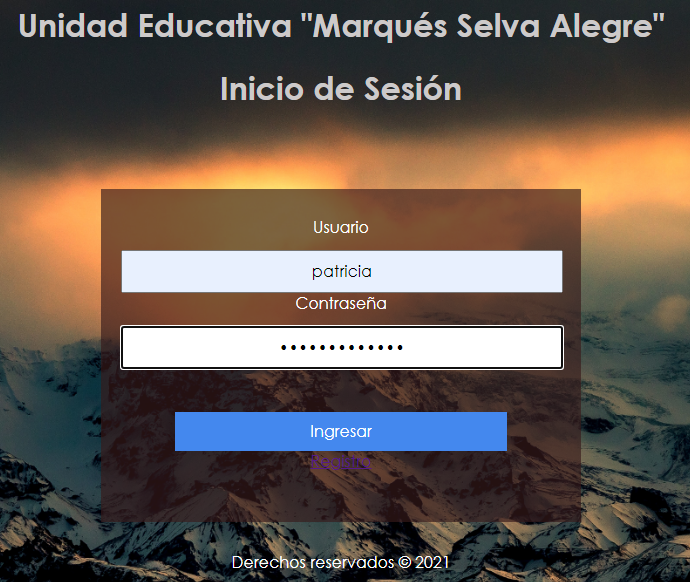 Unidad Educativa "Marqués Selva Alegre"
Inicio de Sesión
Usuario
patricia
Contraseña
•••••••••••••
Ingresar
Derechos reservados © 2021